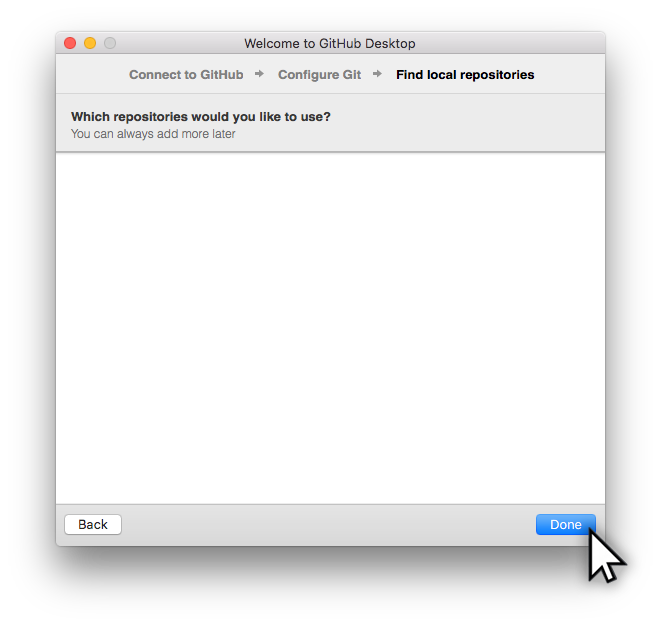 Welcome to GitHub Desktop
Connect to GitHub → Configure Git → Find local repositories
Which repositories would you like to use?
You can always add more later
Back Done